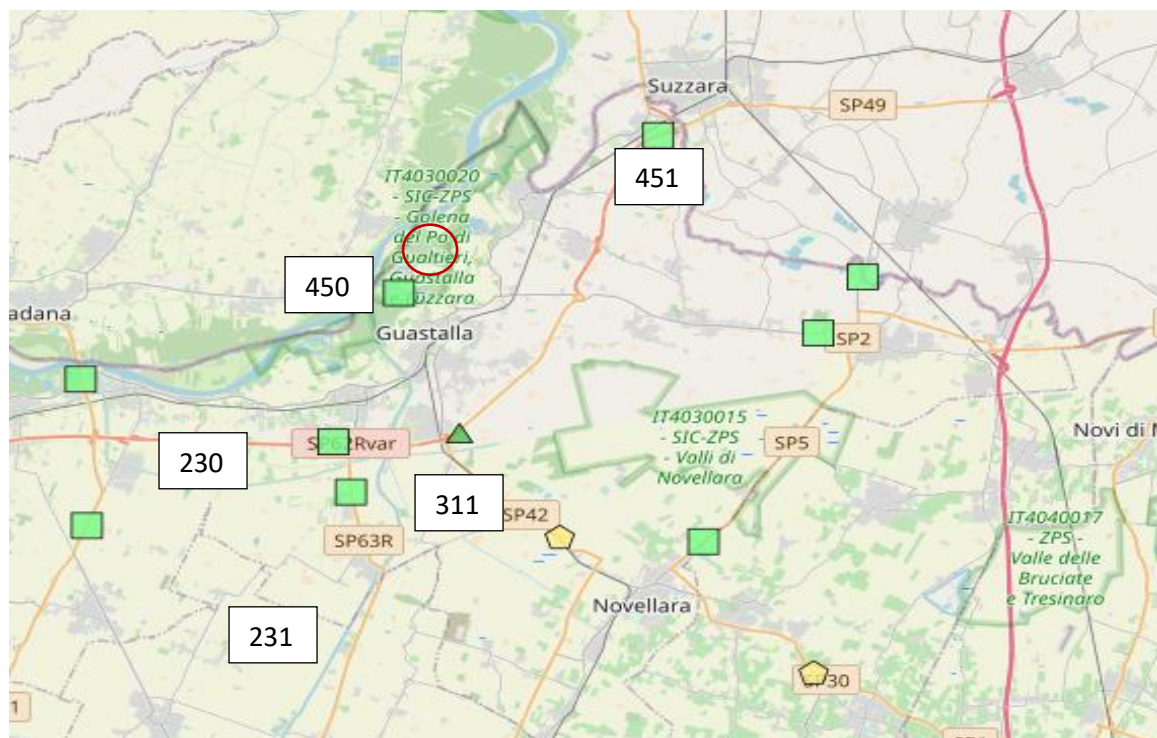 Suzzara
SP49
451
IT4030020
- SIC-ZPS
- Golena
del Po di
Gualtieri,
Guastalla
e Suzzara
450
adana
Guastalla
SP2
IT4030015
- SIC-ZPS
- Valli di
Novellara
SP5
Novi di M
SP62Rvar
230
311
SP42
SP63R
IT4040017
- ZPS -
Valle delle
Bruciate
e Tresinaro
Novellara
231
SP30
1